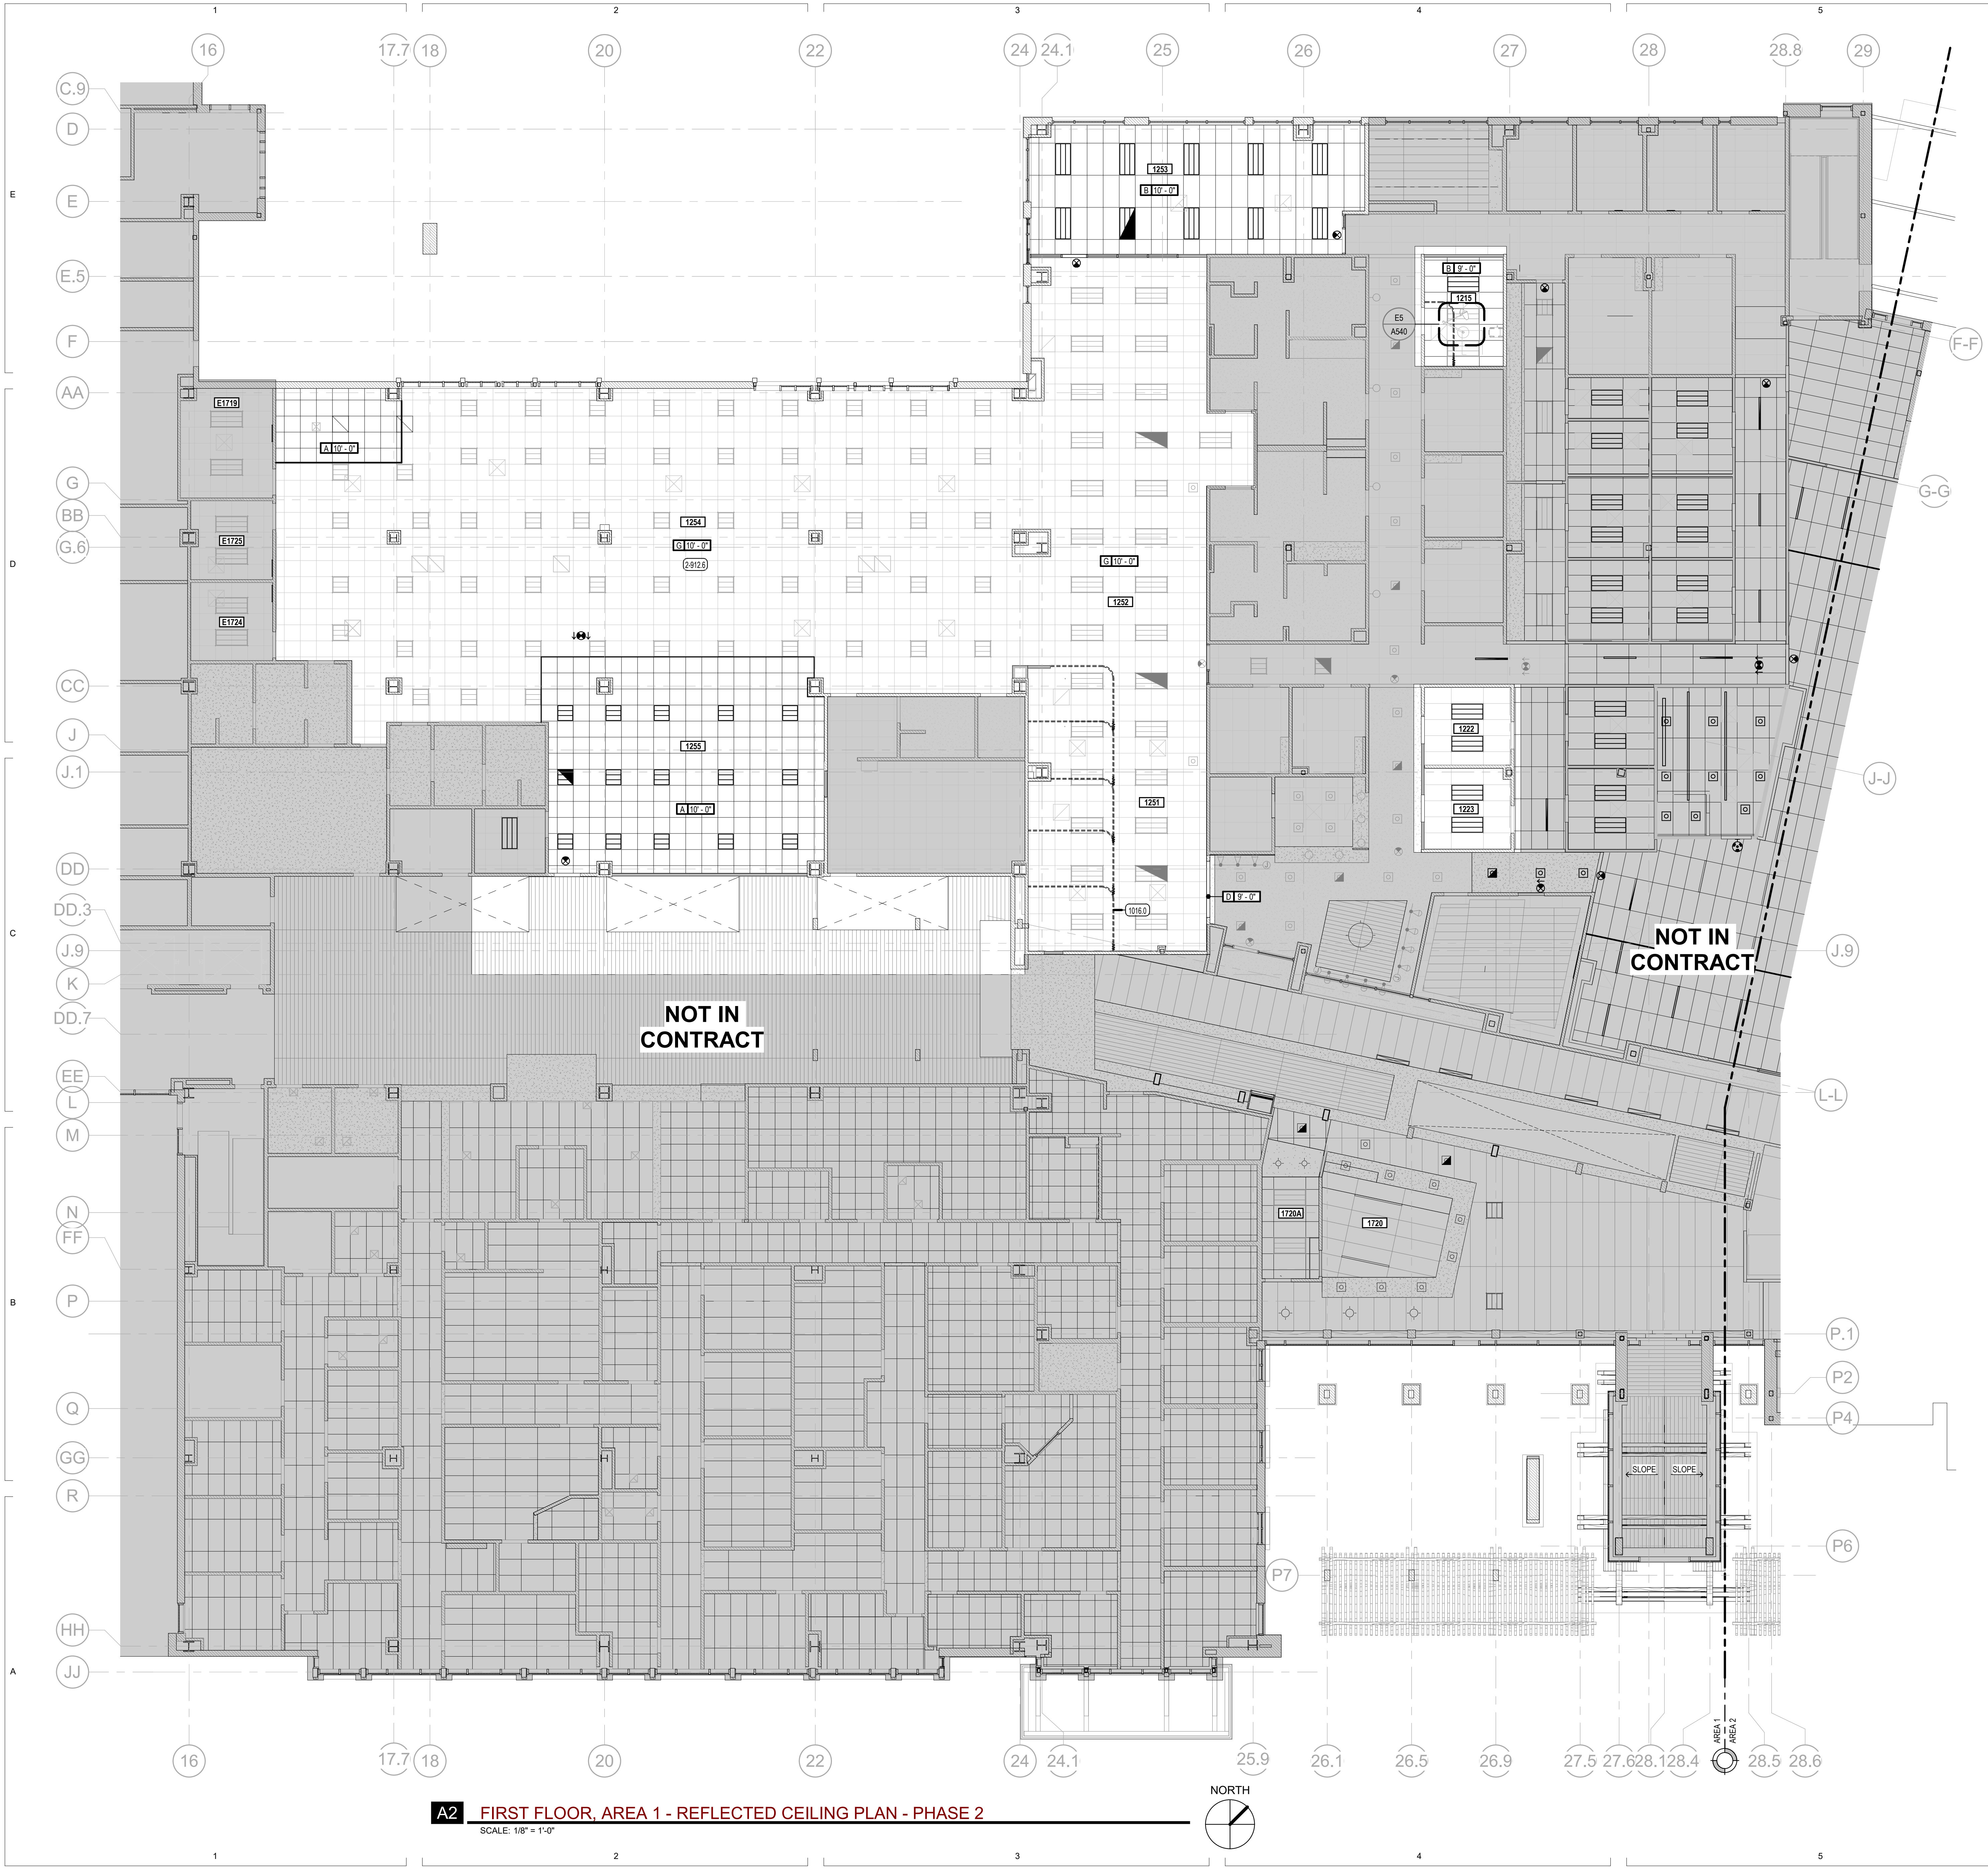 1 2 3 4 5
16 17.7 18 20 22 24 24.1 25 26 27 28 28.8 29
C.9
D
E
E
E.5
F
AA
G
BB
G.6
D
CC
J
J.1
DD
DD.3
C
J.9
K
DD.7
EE
L
M
N
FF
B
P
Q
GG
R
HH
A
JJ
1253
B 10' - 0"
B 9' - 0"
1215
E5
A540
F-F
E1719
A 10' - 0"
G-G
1254
E1725
G 10' - 0"
2-912.6
G 10' - 0"
1252
E1724
1222
1255
J-J
1251
1223
A 10' - 0"
D 9' - 0"
1016.0
NOT IN
CONTRACT
J.9
NOT IN
CONTRACT
L-L
1720A
1720
P.1
P2
P4
SLOPE SLOPE
P6
P7
AREA 1
AREA 2
16 17.7 18 20 22 24 24.1 25.9 26.1 26.5 26.9 27.5 27.6 28.1 28.4 28.5 28.6
NORTH
A2 FIRST FLOOR, AREA 1 - REFLECTED CEILING PLAN - PHASE 2
SCALE: 1/8" = 1'-0"
1 2 3 4 5